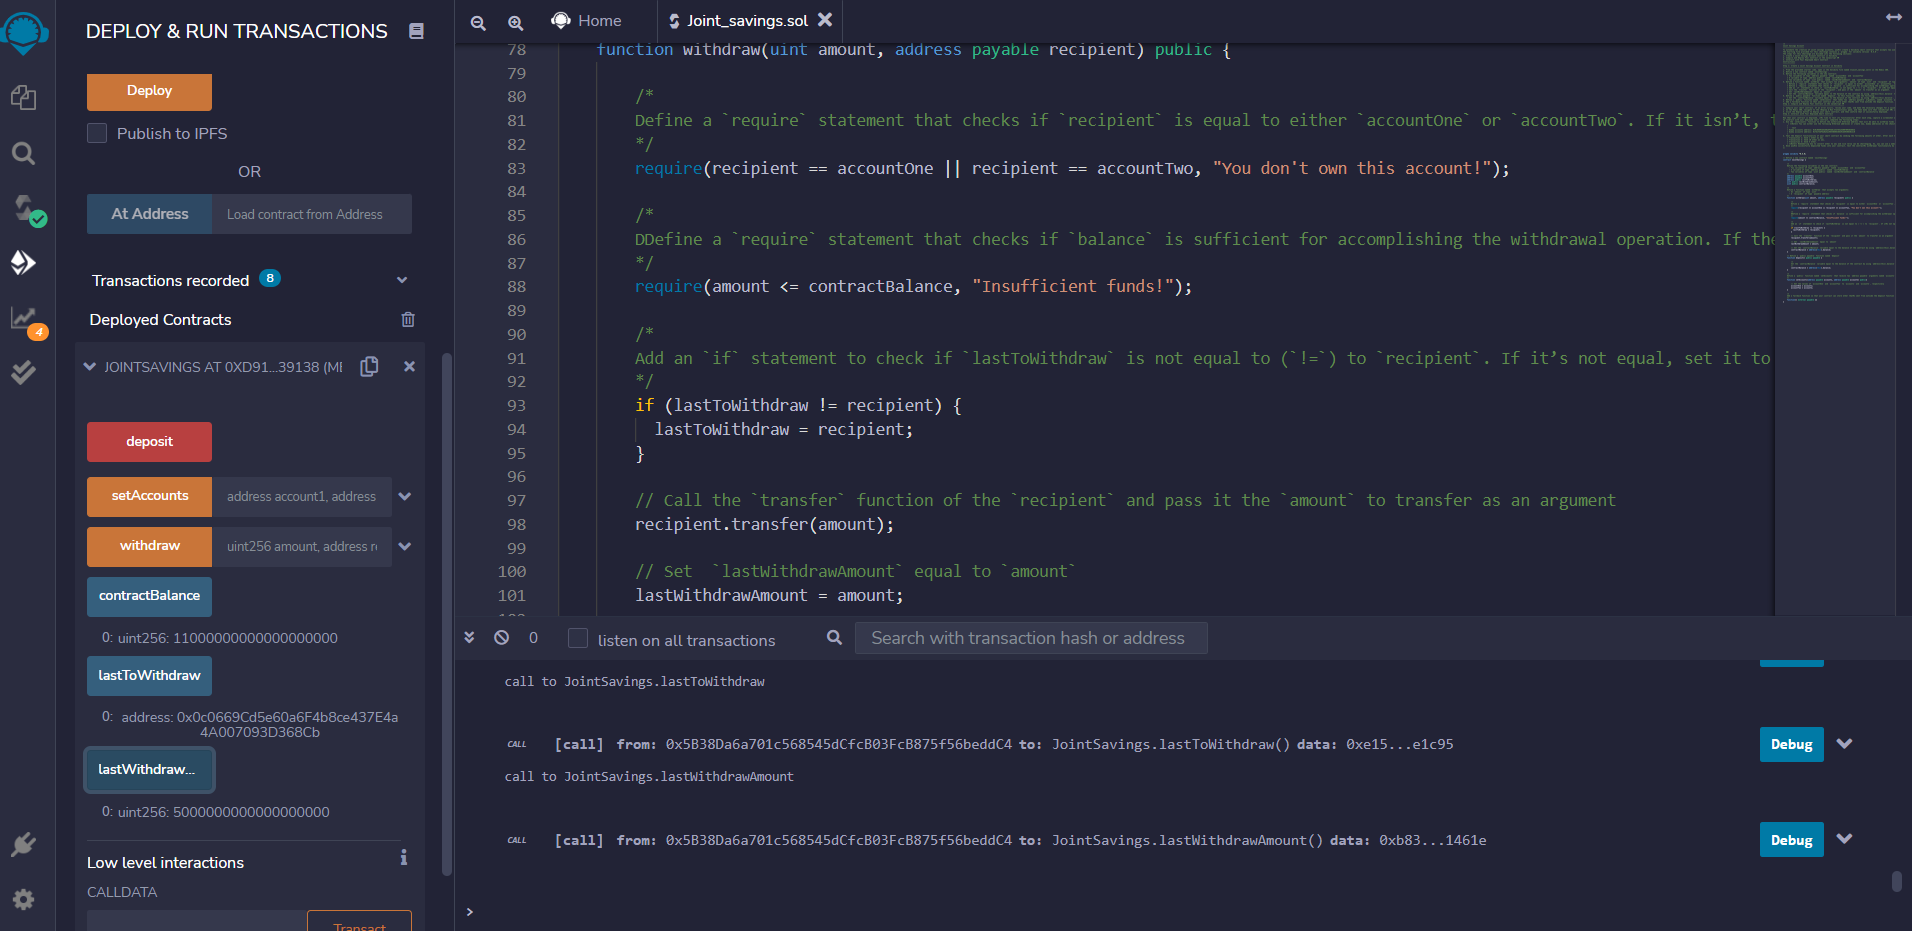 DEPLOY & RUN TRANSACTIONS
Deploy
Publish to IPFS
OR
At Address
Load contract from Address
Transactions recorded 8
Deployed Contracts
4
JOINTSAVINGS AT 0XD91...39138 (ME
deposit
setAccounts
address account1, address
withdraw
uint256 amount, address r
contractBalance
0: uint256: 11000000000000000000
lastToWithdraw
0: address: 0x0c0669Cd5e60a6F4b8ce437E4a
4A007093D368Cb
lastWithdraw...
0: uint256: 5000000000000000000
Low level interactions
i
CALLDATA
Transact
Home
Joint_savings.sol
78 function withdraw(uint amount, address payable recipient) public {
79
80 /*
81 Define a `require` statement that checks if `recipient` is equal to either `accountOne` or `accountTwo`. If it isn’t,
82 */
83 require(recipient == accountOne || recipient == accountTwo, "You don't own this account!");
84
85 /*
86 DDefine a `require` statement that checks if `balance` is sufficient for accomplishing the withdrawal operation. If the
87 */
88 require(amount <= contractBalance, "Insufficient funds!");
89
90 /*
91 Add an `if` statement to check if `lastToWithdraw` is not equal to (`!=`) to `recipient`. If it’s not equal, set it to
92 */
93 if (lastToWithdraw != recipient) {
94 lastToWithdraw = recipient;
95 }
96
97 // Call the `transfer` function of the `recipient` and pass it the `amount` to transfer as an argument
98 recipient.transfer(amount);
99
100 // Set  `lastWithdrawAmount` equal to `amount`
101 lastWithdrawAmount = amount;
0
listen on all transactions
Search with transaction hash or address
call to JointSavings.lastToWithdraw
CALL [call] from: 0x5B38Da6a701c568545dCfcB03FcB875f56beddC4 to: JointSavings.lastToWithdraw() data: 0xe15...e1c95
Debug
call to JointSavings.lastWithdrawAmount
CALL [call] from: 0x5B38Da6a701c568545dCfcB03FcB875f56beddC4 to: JointSavings.lastWithdrawAmount() data: 0xb83...1461e
Debug
>